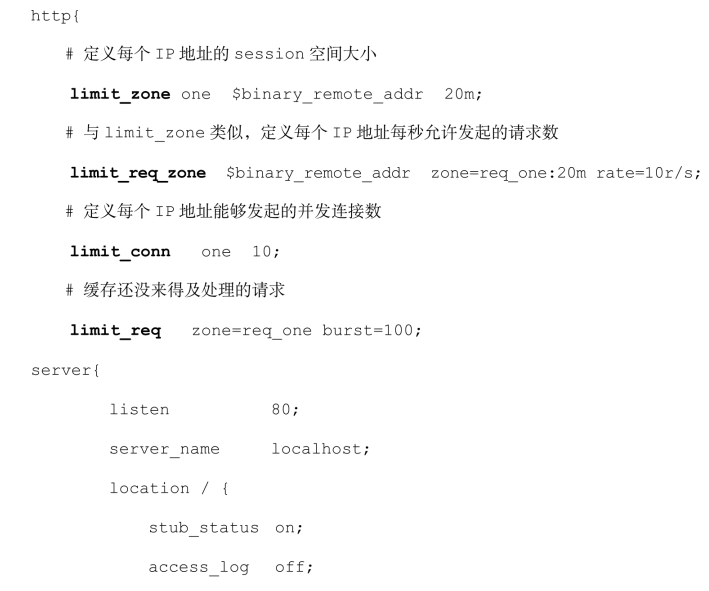 http{
# 定义每个 IP 地址的 session 空间大小
limit_zone one $binary_remote_addr 20m;
# 与 limit_zone 类似，定义每个 IP 地址每秒允许发起的请求数
limit_req_zone $binary_remote_addr zone=req_one:20m rate=10r/s;
# 定义每个 IP 地址能够发起的并发连接数
limit_conn one 10;
# 缓存还没来得及处理的请求
limit_req zone=req_one burst=100;
server{
listen 80;
server_name localhost;
location / {
stub_status on;
access_log off;